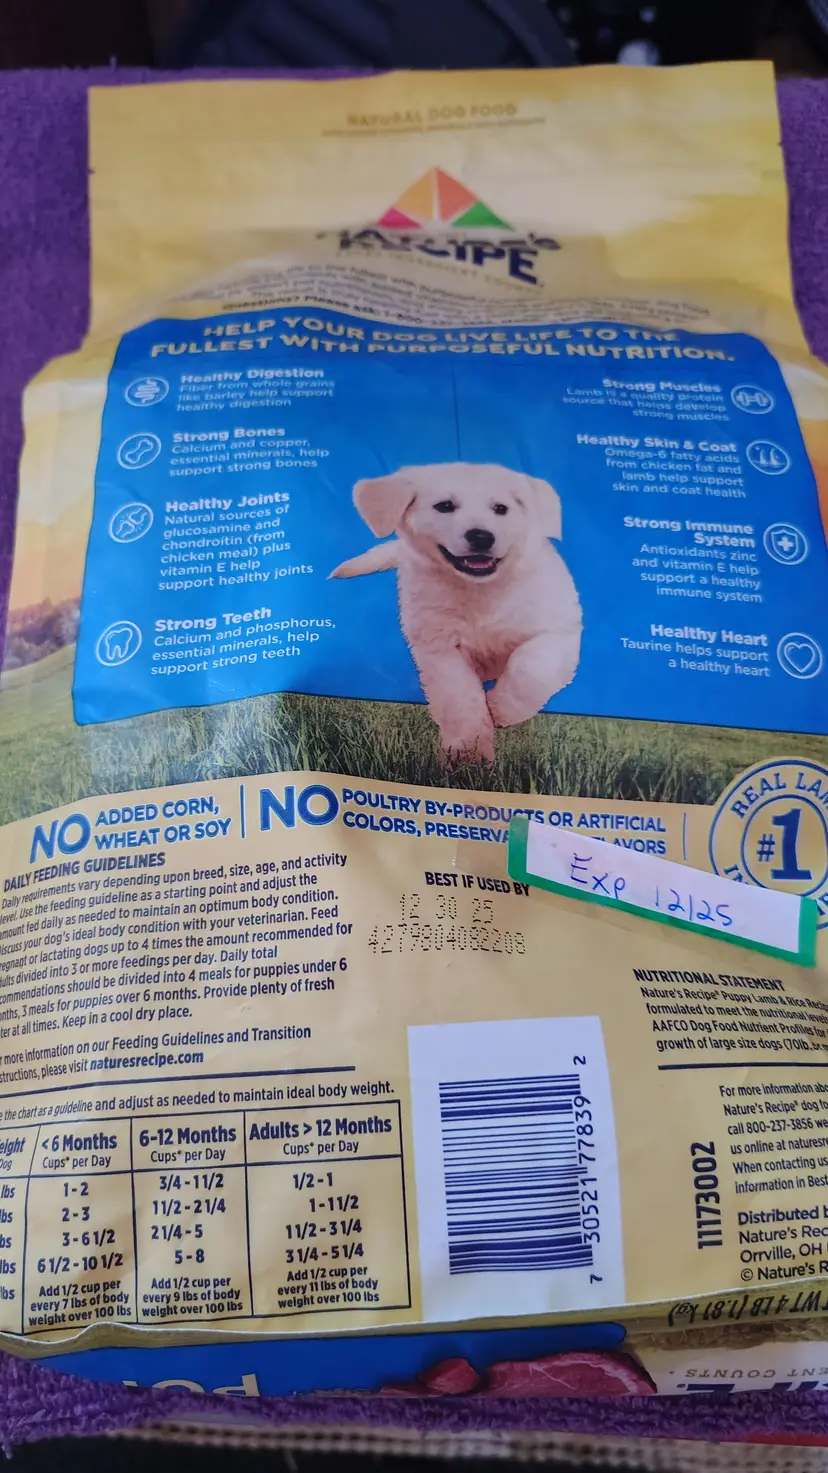 NATURAL DOG FOOD
NATURE'S
RECIPE
HELP YOUR DOG LIVE LIFE TO THE
FULLEST WITH PURPOSEFUL NUTRITION.
Healthy Digestion
Fiber from whole grains
like barley help support
healthy digestion
Strong Bones
Calcium and copper,
essential minerals, help
support strong bones
Healthy Joints
Natural sources of
glucosamine and
chondroitin (from
chicken meal) plus
vitamin E help
support healthy joints
Strong Teeth
Calcium and phosphorus,
essential minerals, help
support strong teeth
Strong Muscles
Lamb is a quality protein
source that helps develop
strong muscles
Healthy Skin & Coat
Omega-6 fatty acids
from chicken fat and
lamb help support
skin and coat health
Strong Immune
System
Antioxidants zinc
and vitamin E help
support a healthy
immune system
Healthy Heart
Taurine helps support
a healthy heart
NO ADDED CORN,
WHEAT OR SOY
NO POULTRY BY-PRODUCTS OR ARTIFICIAL
COLORS,
REAL
#1
DAILY FEEDING GUIDELINES
Daily requirements vary depending upon breed, size, age, and activity
level. Use the feeding guideline as a starting point and adjust the
amount fed daily as needed to maintain an optimum body condition.
your dog's ideal body condition with your veterinarian. Feed
or lactating dogs up to 4 times the amount recommended for
divided into 3 or more feedings per day. Daily total
should be divided into 4 meals for puppies under 6
3 meals for puppies over 6 months. Provide plenty of fresh
at all times. Keep in a cool dry place.
more information on our Feeding Guidelines and Transition
please visit naturesrecipe.com
BEST IF USED BY
12 30 25
4279804082208
Exp 12/25
NUTRITIONAL STATEMENT
Nature's Recipe® Puppy Lamb & Rice
formulated to meet the nutritional
AAFCO Dog Food Nutrient Profiles for
growth of large size dogs (70lb. or
the chart as a guideline and adjust as needed to maintain ideal body weight.
< 6 Months
Cups* per Day
6-12 Months
Cups* per Day
Adults > 12 Months
Cups* per Day
lbs 1 - 2 3/4 - 1 1/2 1/2 - 1
2 - 3 1 1/2 - 2 1/4 1 - 1 1/2
3 - 6 1/2 2 1/4 - 5 1 1/2 - 3 1/4
6 1/2 - 10 1/2 5 - 8 3 1/4 - 5 1/4
Add 1/2 cup per
every 7 lbs of body
weight over 100 lbs
Add 1/2 cup per
every 9 lbs of body
weight over 100 lbs
Add 1/2 cup per
every 11 lbs of body
weight over 100 lbs
7 30521 77839 2
11173002
For more information
Nature's Recipe® dog
call 800-237-3856
us online at
When contacting us
information in Best
Distributed
Nature's
Orrville, OH
© Nature's
4 LB (1.81 kg)
COUNTS